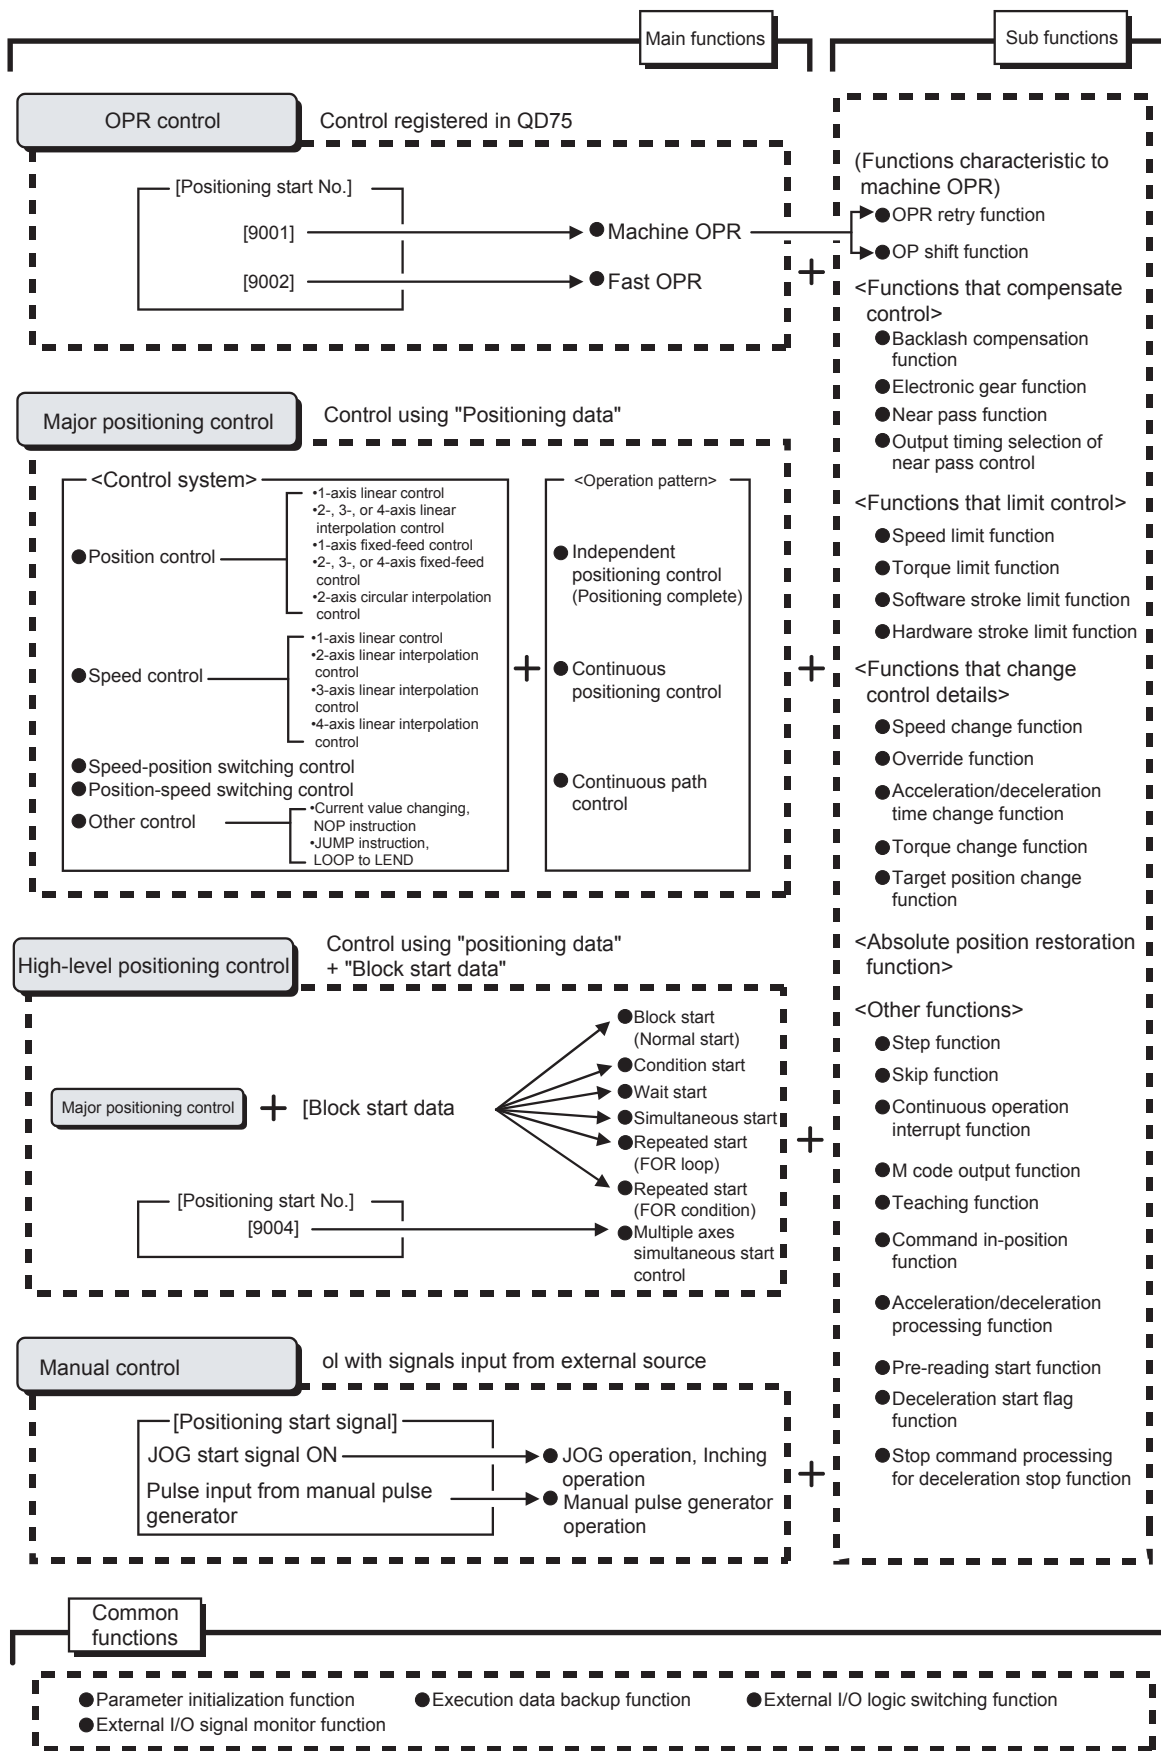 Main functions
Sub functions
OPR control
Control registered in QD75
[Positioning start No.]
[9001]
●Machine OPR
[9002]
●Fast OPR
Major positioning control
Control using "Positioning data"
<Control system>
●Position control
•1-axis linear control
•2-, 3-, or 4-axis linear
interpolation control
•1-axis fixed-feed control
•2-, 3-, or 4-axis fixed-feed
control
•2-axis circular interpolation
control
●Speed control
•1-axis linear control
•2-axis linear interpolation
control
•3-axis linear interpolation
control
•4-axis linear interpolation
control
●Speed-position switching control
●Position-speed switching control
●Other control
•Current value changing,
NOP instruction
•JUMP instruction,
LOOP to LEND
+
<Operation pattern>
●Independent
positioning control
(Positioning complete)
●Continuous
positioning control
●Continuous path
control
High-level positioning control
Control using "positioning data"
+ "Block start data"
Major positioning control
+
[Block start data
●Block start
(Normal start)
●Condition start
●Wait start
●Simultaneous start
●Repeated start
(FOR loop)
●Repeated start
(FOR condition)
[Positioning start No.]
[9004]
●Multiple axes
simultaneous start
control
Manual control
ol with signals input from external source
[Positioning start signal]
JOG start signal ON
●JOG operation, Inching
operation
Pulse input from manual pulse
generator
●Manual pulse generator
operation
+
+
+
+
(Functions characteristic to
machine OPR)
●OPR retry function
●OP shift function
<Functions that compensate
control>
●Backlash compensation
function
●Electronic gear function
●Near pass function
●Output timing selection of
near pass control
<Functions that limit control>
●Speed limit function
●Torque limit function
●Software stroke limit function
●Hardware stroke limit function
<Functions that change
control details>
●Speed change function
●Override function
●Acceleration/deceleration
time change function
●Torque change function
●Target position change
function
<Absolute position restoration
function>
<Other functions>
●Step function
●Skip function
●Continuous operation
interrupt function
●M code output function
●Teaching function
●Command in-position
function
●Acceleration/deceleration
processing function
●Pre-reading start function
●Deceleration start flag
function
●Stop command processing
for deceleration stop function
Common
functions
●Parameter initialization function
●Execution data backup function
●External I/O logic switching function
●External I/O signal monitor function